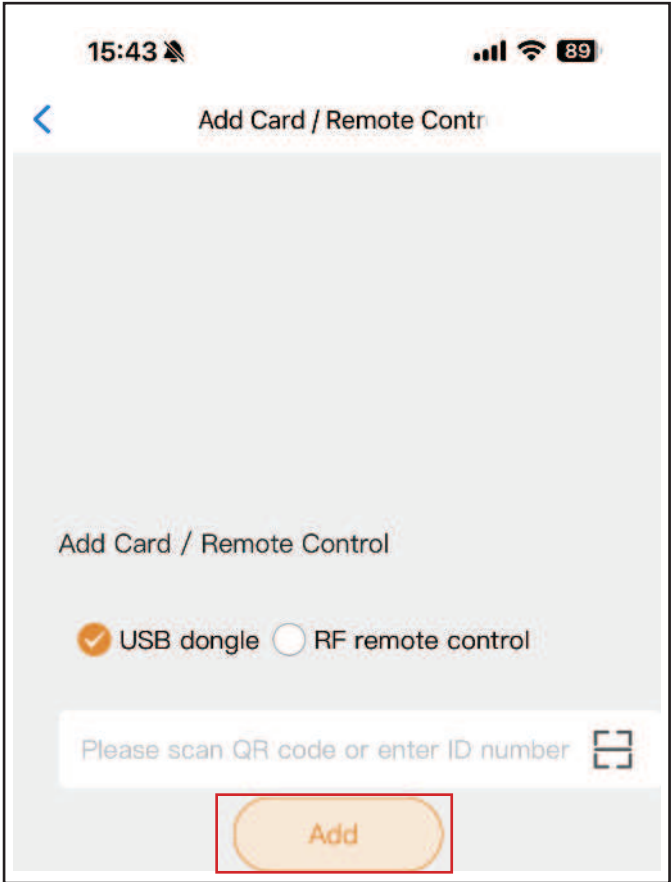 15:43 89
Add Card / Remote Contr
Add Card / Remote Control
USB dongle RF remote control
Please scan QR code or enter ID number
Add